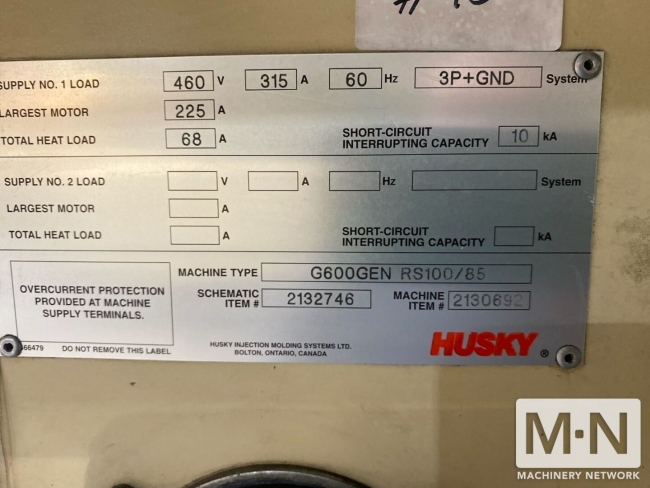 SUPPLY NO. 1 LOAD 460 V 315 A 60 Hz 3P+GND System
LARGEST MOTOR 225 A
TOTAL HEAT LOAD 68 A SHORT-CIRCUIT INTERRUPTING CAPACITY 10 kA
SUPPLY NO. 2 LOAD V A Hz System
LARGEST MOTOR A
TOTAL HEAT LOAD A SHORT-CIRCUIT INTERRUPTING CAPACITY kA
OVERCURRENT PROTECTION
PROVIDED AT MACHINE
SUPPLY TERMINALS.
MACHINE TYPE G600GEN RS100/85
SCHEMATIC ITEM # 2132746 MACHINE ITEM # 2130692
66479 DO NOT REMOVE THIS LABEL
HUSKY INJECTION MOLDING SYSTEMS LTD.
BOLTON, ONTARIO, CANADA
HUSKY ®
M·N
MACHINERY NETWORK